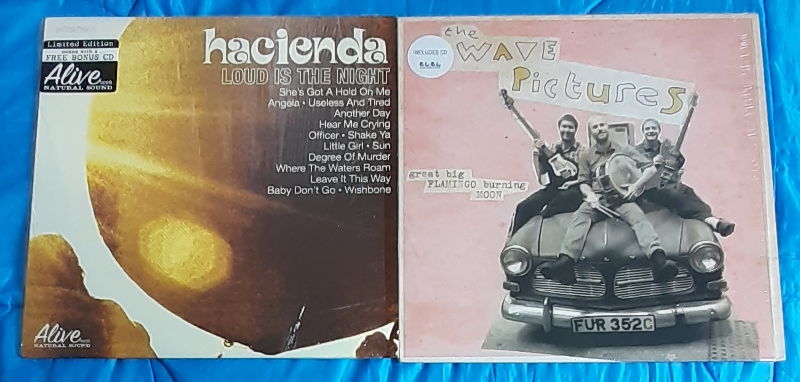 Limited Edition
FREE BONUS CD
Alive
NATURAL SOUND
hacienda
LOUD IS THE NIGHT
She's Got A Hold On Me
Angela • Useless And Tired
Another Day
Hear Me Crying
Officer • Shake Ya
Little Girl • Sun
Degree Of Murder
Where The Waters Roam
Leave It This Way
Baby Don't Go • Wishbone
Alive
NATURAL SOUND
INCLUDES CD
the
WAVE
PicTuReS
great big
FLAMINGO burning
MOON
FUR 352C